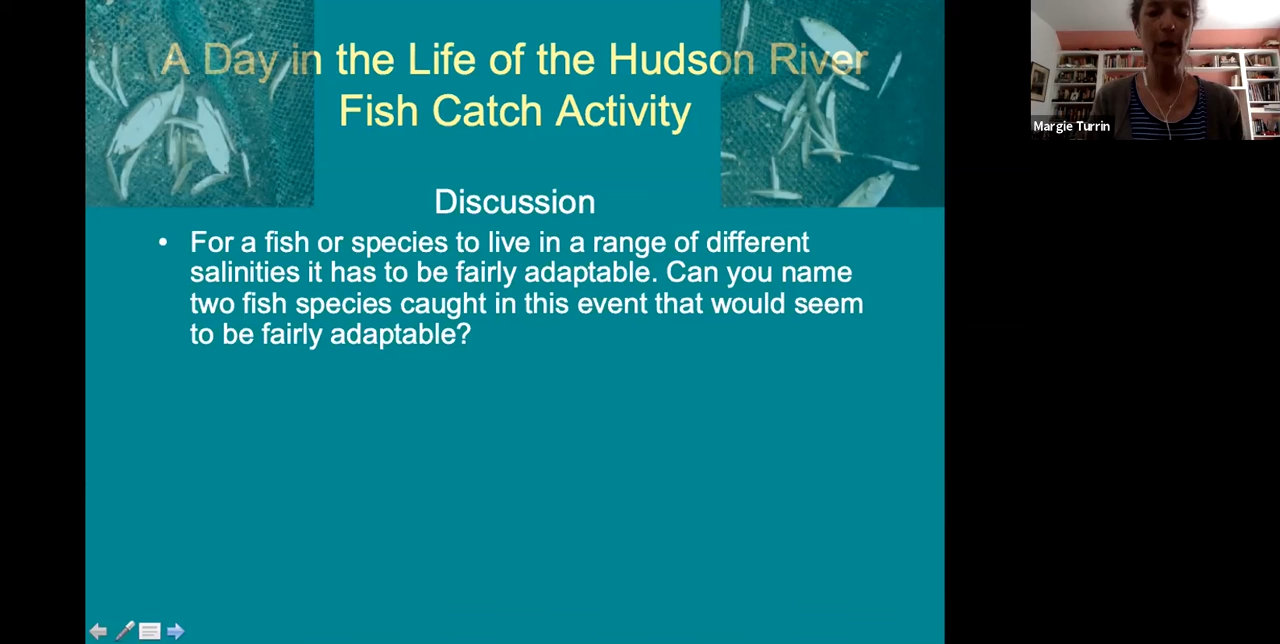 A Day in the Life of the Hudson River
Fish Catch Activity
Margie Turrin
Discussion
• For a fish or species to live in a range of different
salinities it has to be fairly adaptable. Can you name
two fish species caught in this event that would seem
to be fairly adaptable?